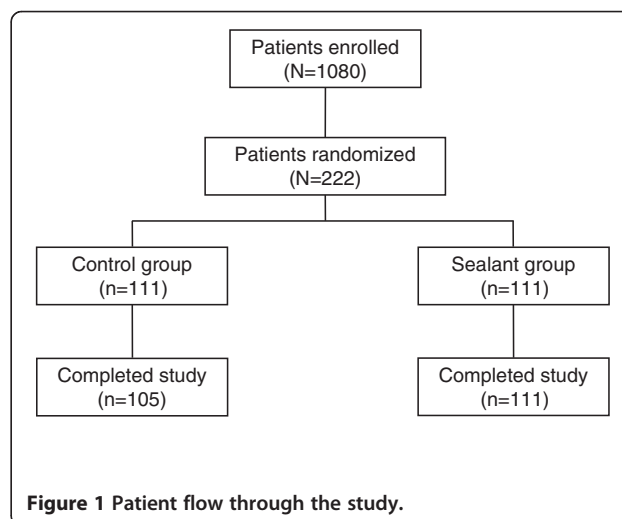 Patients enrolled
(N=1080)
Patients randomized
(N=222)
Control group
(n=111)
Sealant group
(n=111)
Completed study
(n=105)
Completed study
(n=111)
Figure 1 Patient flow through the study.